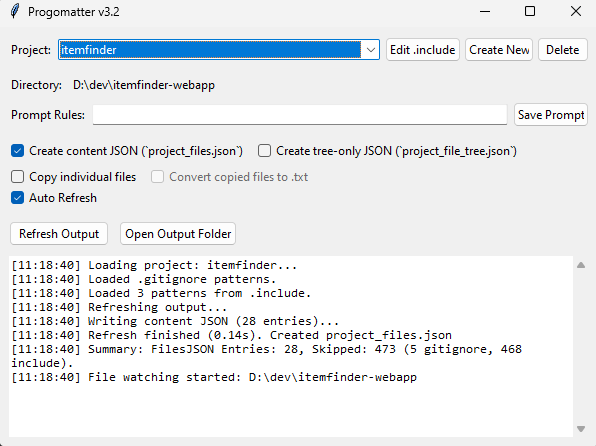 Progomatter v3.2
Project: itemfinder Edit .include Create New Delete
Directory: D:\dev\itemfinder-webapp
Prompt Rules: Save Prompt
Create content JSON (`project_files.json`) Create tree-only JSON (`project_file_tree.json`)
Copy individual files Convert copied files to .txt
Auto Refresh
Refresh Output Open Output Folder
[11:18:40] Loading project: itemfinder...
[11:18:40] Loaded .gitignore patterns.
[11:18:40] Loaded 3 patterns from .include.
[11:18:40] Refreshing output...
[11:18:40] Writing content JSON (28 entries)...
[11:18:40] Refresh finished (0.14s). Created project_files.json
[11:18:40] Summary: FilesJSON Entries: 28, Skipped: 473 (5 gitignore, 468
include).
[11:18:40] File watching started: D:\dev\itemfinder-webapp